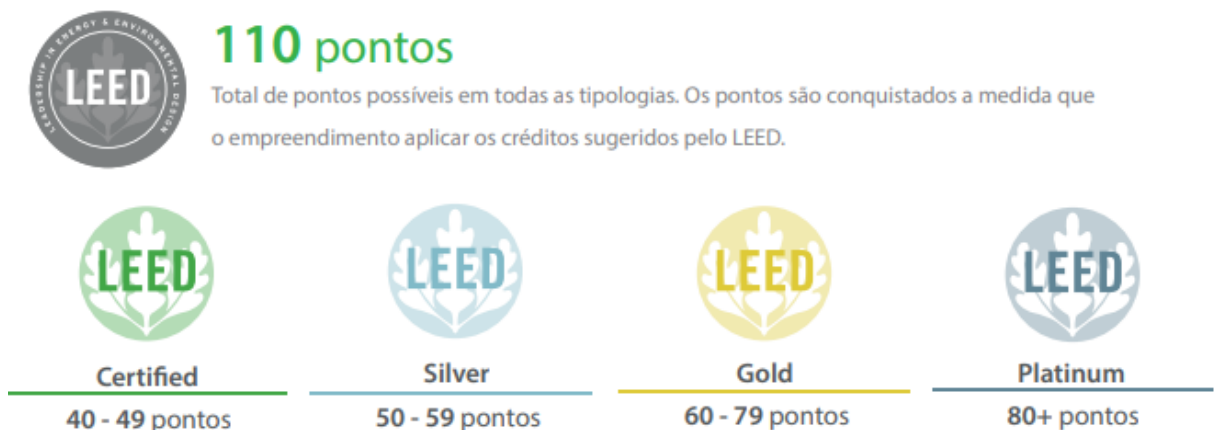 LEADERSHIP IN ENERGY & ENVIRONMENTAL DESIGN
LEED
110 pontos
Total de pontos possíveis em todas as tipologias. Os pontos são conquistados a medida que
o empreendimento aplicar os créditos sugeridos pelo LEED.
LEED LEED LEED LEED
Certified Silver Gold Platinum
40 - 49 pontos 50 - 59 pontos 60 - 79 pontos 80+ pontos